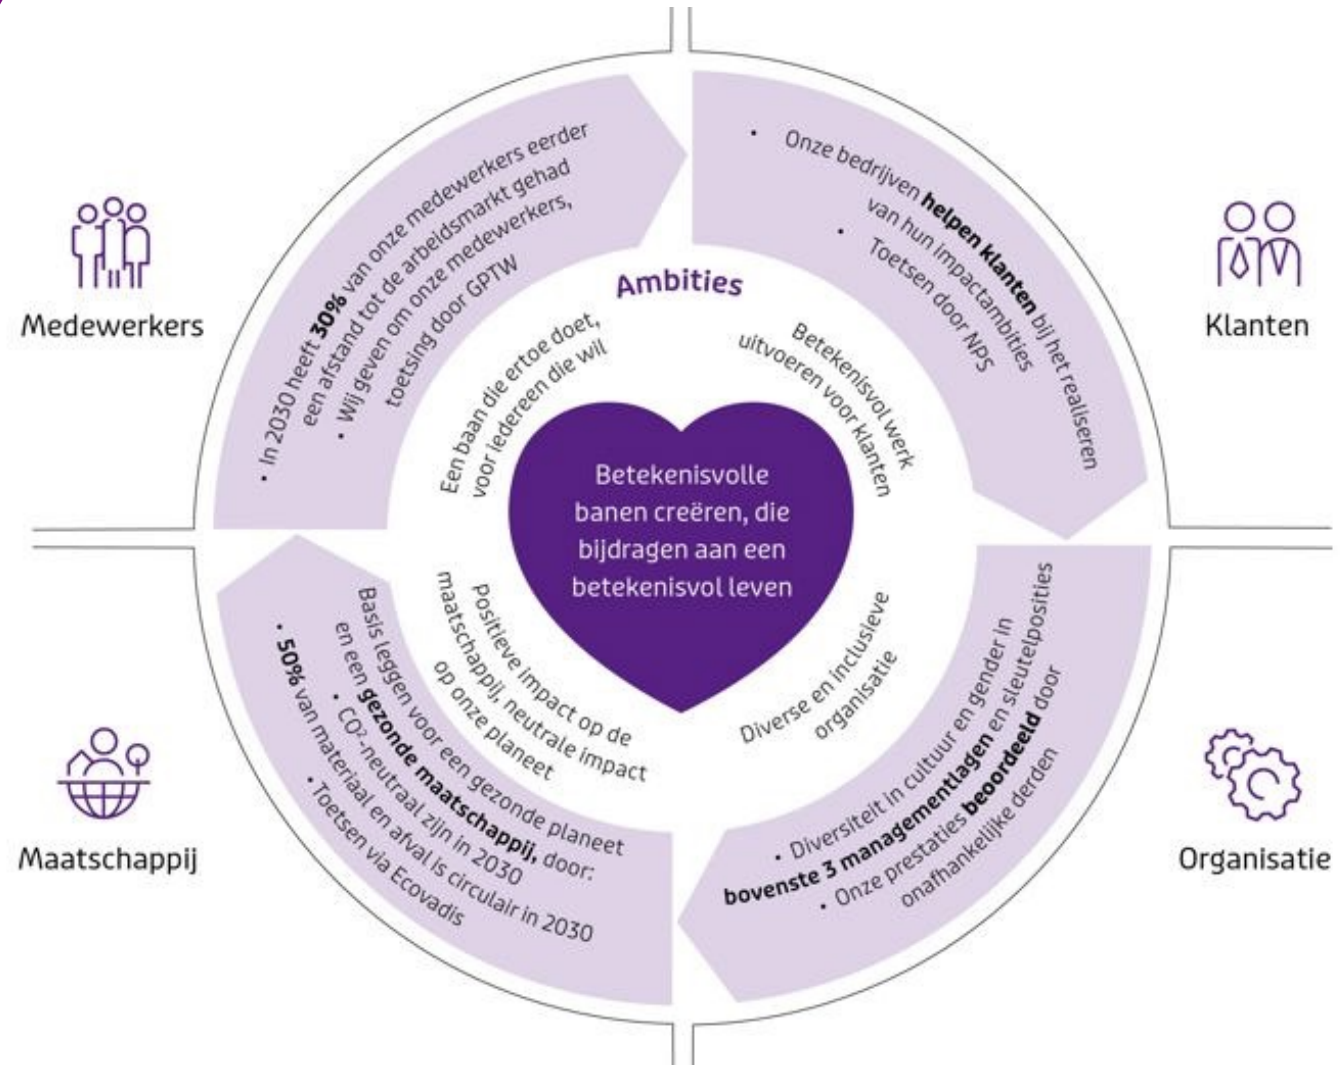 Medewerkers
• In 2030 heeft 30% van onze medewerkers eerder
een afstand tot de arbeidsmarkt gehad
• Wij geven om onze medewerkers,
toetsing door GPTW
• Onze bedrijven helpen klanten bij het realiseren
van hun impactambities
• Toetsen door NPS
Klanten
Ambities
Een baan die ertoe doet,
voor iedereen die wil
Betekenisvol werk
uitvoeren voor klanten
Betekenisvolle
banen creëren, die
bijdragen aan een
betekenisvol leven
Positieve impact op de
maatschappij, neutrale impact
op onze planeet
Diverse en inclusieve
organisatie
Maatschappij
Basis leggen voor een gezonde planeet
en een gezonde maatschappij, door:
• CO²-neutraal zijn in 2030
• 50% van materiaal en afval is circulair in 2030
• Toetsen via Ecovadis
• Diversiteit in cultuur en gender in
bovenste 3 managementlagen en sleutelposities
• Onze prestaties beoordeeld door
onafhankelijke derden
Organisatie